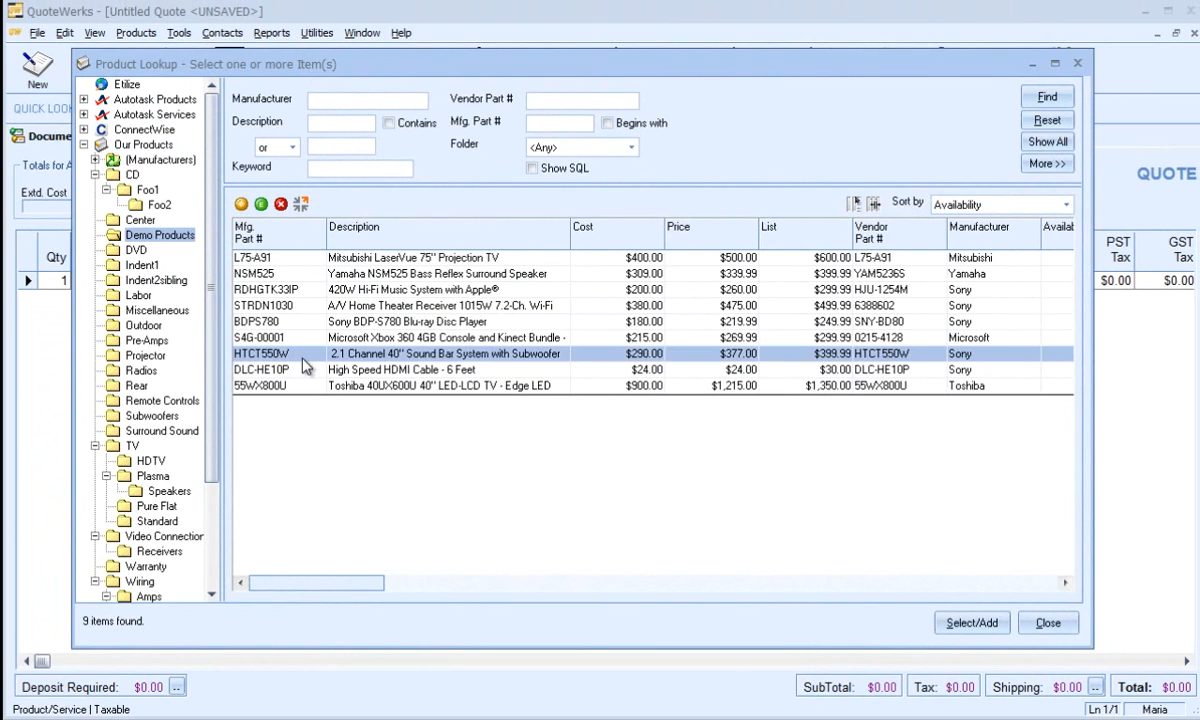 QuoteWerks - [Untitled Quote <UNSAVED>]
File Edit View Products Tools Contacts Reports Utilities Window Help
New
QUICK LOO
Docume
Totals for A
Extd. Cost
Qty
1
QUOTE
PST Tax
GST Tax
$0.00
$0.00
Product Lookup - Select one or more Item(s)
Etilize
Autotask Products
Autotask Services
ConnectWise
Our Products
(Manufacturers)
CD
Foo1
Foo2
Center
Demo Products
DVD
Indent1
Indent2sibling
Labor
Miscellaneous
Outdoor
Pre-Amps
Projector
Radios
Rear
Remote Controls
Subwoofers
Surround Sound
TV
HDTV
Plasma
Speakers
Pure Flat
Standard
Video Connection
Receivers
Warranty
Wiring
Amps
Manufacturer
Vendor Part #
Find
Description
Contains
Mfg. Part #
Begins with
Reset
or
Folder
<Any>
Show All
Keyword
Show SQL
More >>
Sort by
Availability
Mfg. Part # Description Cost Price List Vendor Part # Manufacturer Availal
L75-A91 Mitsubishi LaserVue 75" Projection TV $400.00 $500.00 $600.00 L75-A91 Mitsubishi
NSM525 Yamaha NSM525 Bass Reflex Surround Speaker $309.00 $339.99 $399.99 YAM5236S Yamaha
RDHGTK33IP 420W Hi-Fi Music System with Apple® $200.00 $260.00 $399.99 HJU-1254M Sony
STRDN1030 A/V Home Theater Receiver 1015W 7.2-Ch. Wi-Fi $380.00 $475.00 $499.99 6388602 Sony
BDPS780 Sony BDP-S780 Blu-ray Disc Player $180.00 $219.99 $249.99 SNY-BD80 Sony
S4G-00001 Microsoft Xbox 360 4GB Console and Kinect Bundle - $215.00 $269.99 $299.99 0215-4128 Microsoft
HTCT550W 2.1 Channel 40" Sound Bar System with Subwoofer $290.00 $377.00 $399.99 HTCT550W Sony
DLC-HE10P High Speed HDMI Cable - 6 Feet $24.00 $24.00 $30.00 DLC-HE10P Sony
55WX800U Toshiba 40UX600U 40" LED-LCD TV - Edge LED $900.00 $1,215.00 $1,350.00 55WX800U Toshiba
9 items found.
Select/Add
Close
Deposit Required: $0.00 ..
SubTotal: $0.00
Tax: $0.00
Shipping: $0.00 ..
Total: $0.00
Product/Service | Taxable
Ln 1/1
Maria